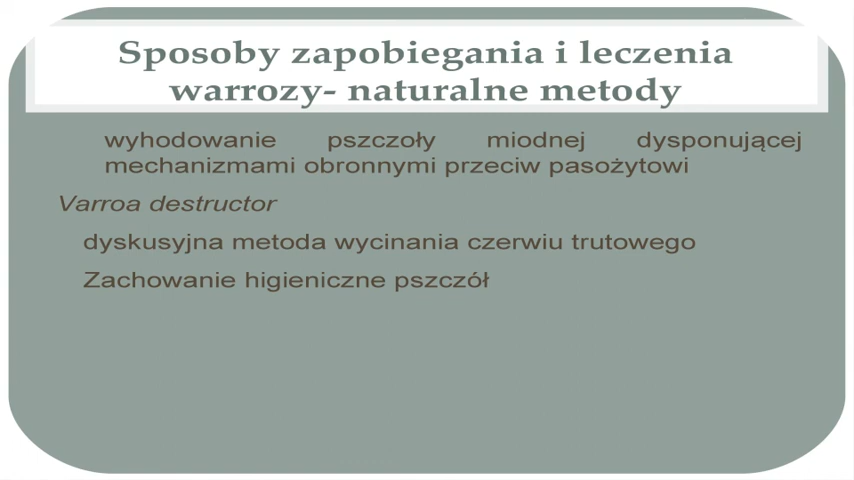 Sposoby zapobiegania i leczenia
warrozy- naturalne metody
wyhodowanie pszczoły miodnej dysponującej
mechanizmami obronnymi przeciw pasożytowi
Varroa destructor
dyskusyjna metoda wycinania czerwiu trutowego
Zachowanie higieniczne pszczół